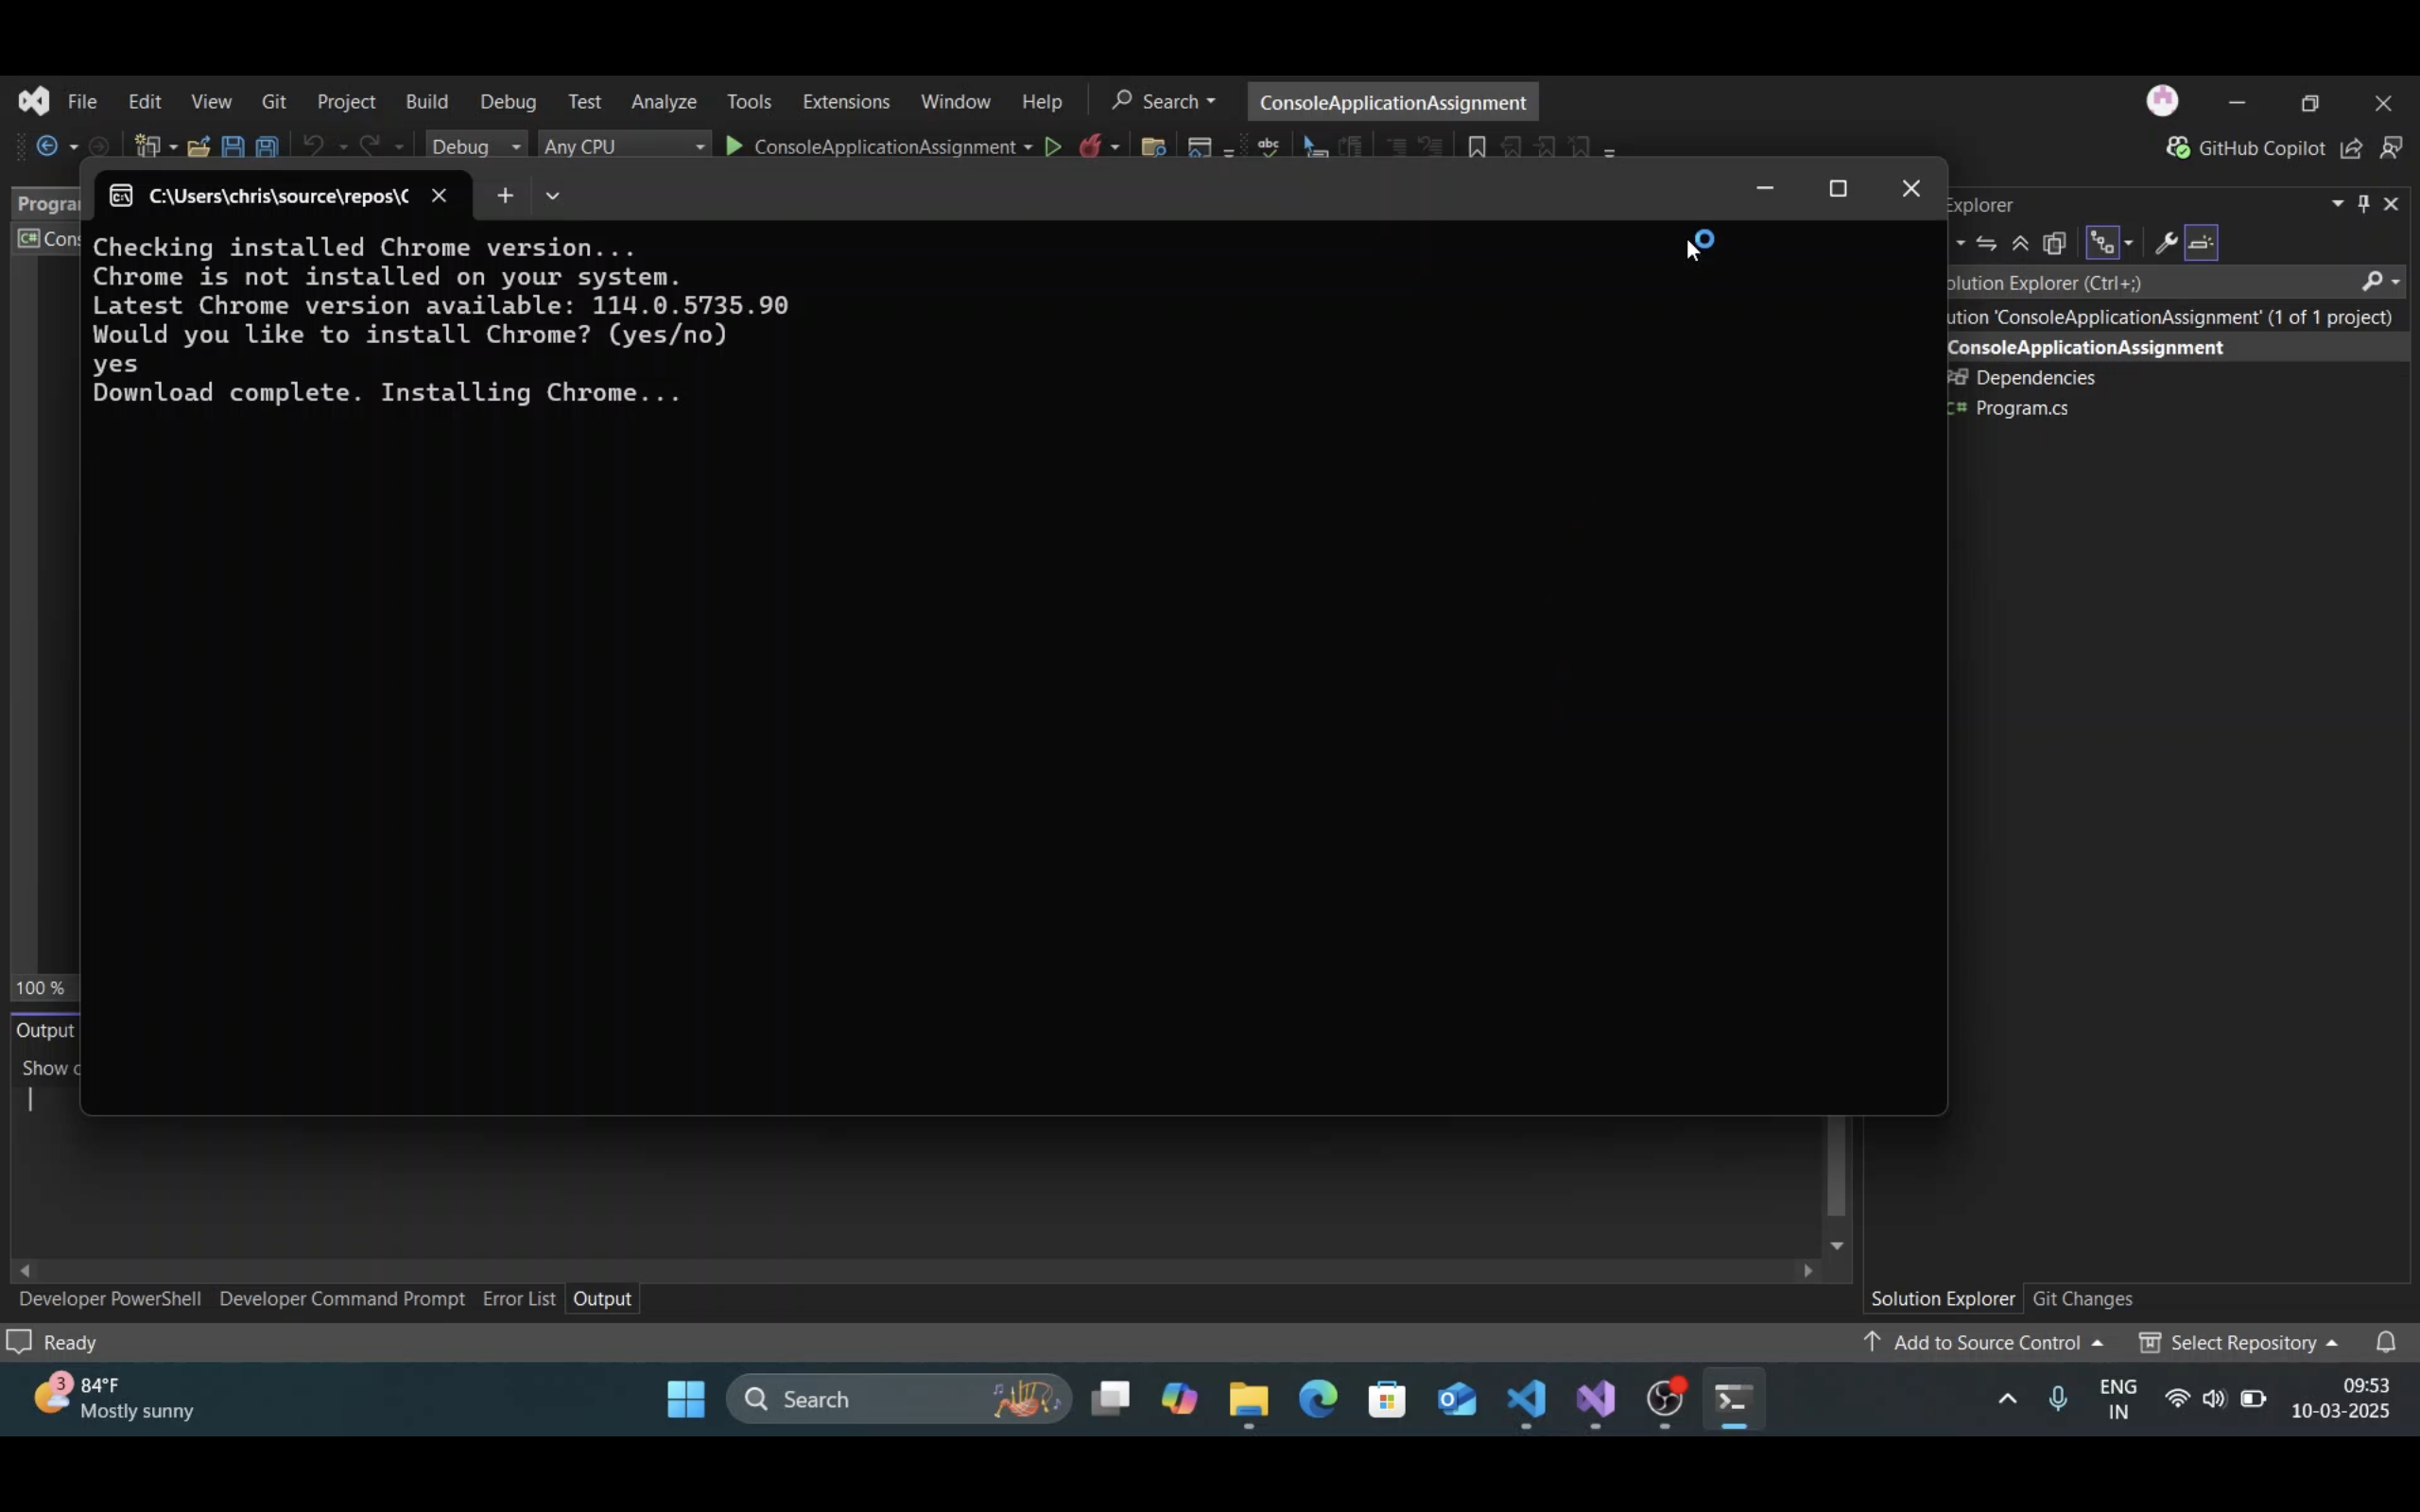 File Edit View Git Project Build Debug Test Analyze Tools Extensions Window Help Search ConsoleApplicationAssignment
Debug Any CPU ConsoleApplicationAssignment abc GitHub Copilot
C:\Users\chris\source\repos\C
Checking installed Chrome version...
Chrome is not installed on your system.
Latest Chrome version available: 114.0.5735.90
Would you like to install Chrome? (yes/no)
yes
Download complete. Installing Chrome...
Progra
C# Cons
100 %
Output
Show
Explorer
olution Explorer (Ctrl+;)
ution 'ConsoleApplicationAssignment' (1 of 1 project)
ConsoleApplicationAssignment
Dependencies
C# Program.cs
Developer PowerShell Developer Command Prompt Error List Output
Solution Explorer Git Changes
Ready
Add to Source Control Select Repository
3 84°F
Mostly sunny
Search
ENG
IN
09:53
10-03-2025